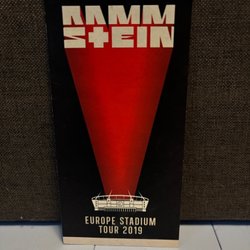 RAMM
STEIN
EUROPE STADIUM
TOUR 2019